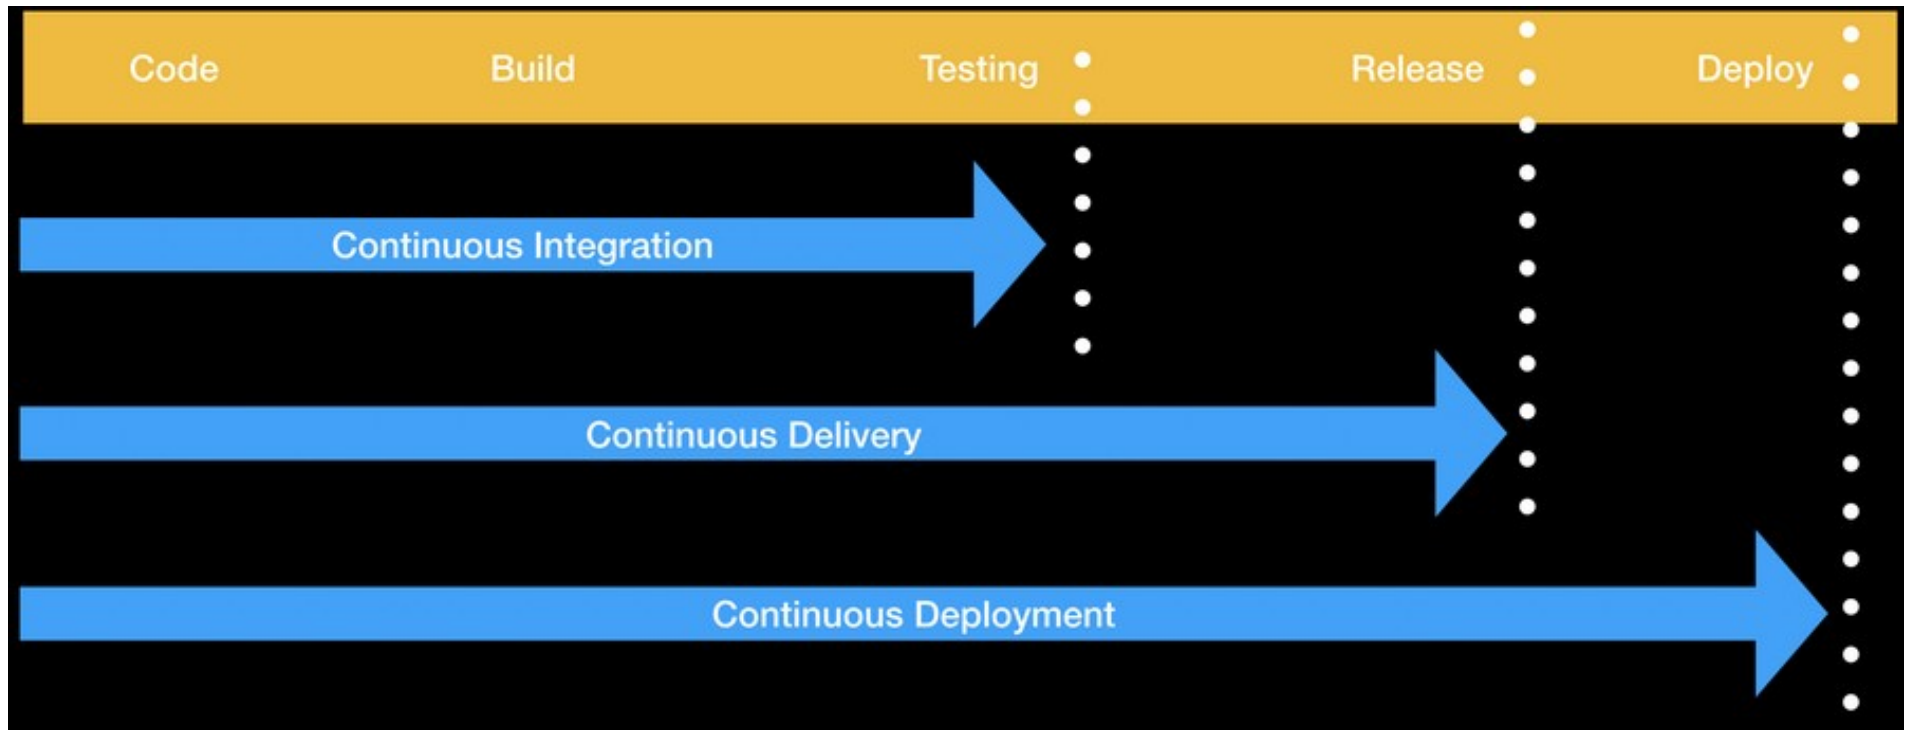 Code Build Testing Release Deploy
Continuous Integration
Continuous Delivery
Continuous Deployment